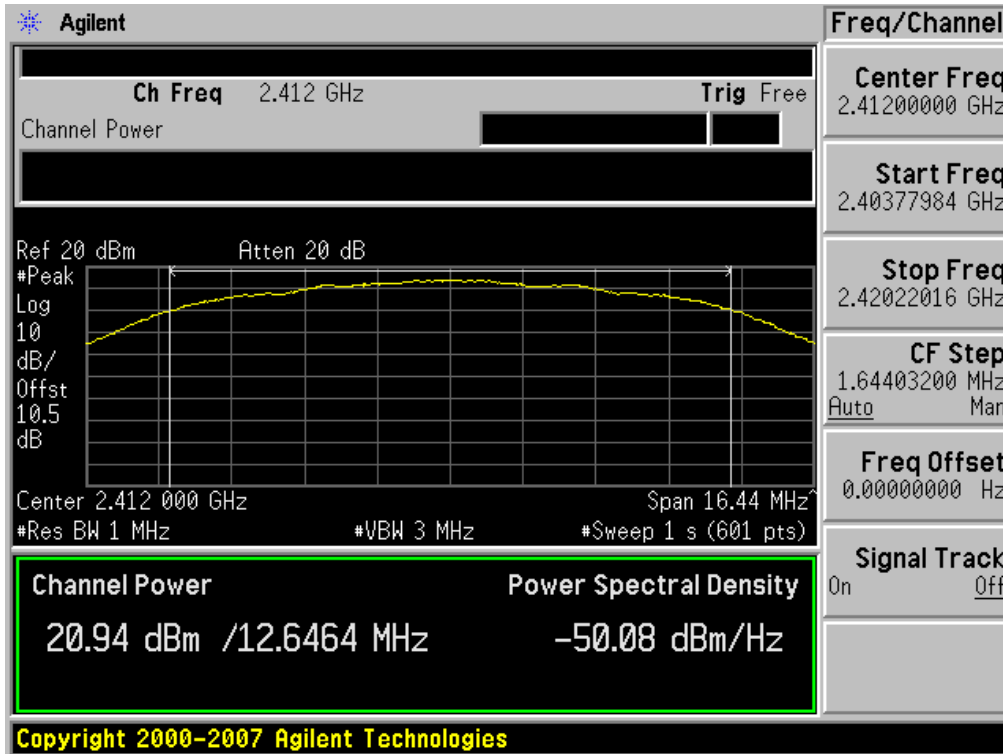 Agilent
Freq/Channel
Ch Freq 2.412 GHz
Trig Free
Channel Power
Center Freq
2.41200000 GHz
Start Freq
2.40377984 GHz
Stop Freq
2.42022016 GHz
CF Step
1.64403200 MHz
Auto Man
Freq Offset
0.00000000 Hz
Signal Track
On Off
Ref 20 dBm
Atten 20 dB
#Peak
Log
10
dB/
Offst
10.5
dB
Center 2.412 000 GHz
Span 16.44 MHz^
#Res BW 1 MHz
#VBW 3 MHz
#Sweep 1 s (601 pts)
Channel Power
Power Spectral Density
20.94 dBm /12.6464 MHz
-50.08 dBm/Hz
Copyright 2000-2007 Agilent Technologies